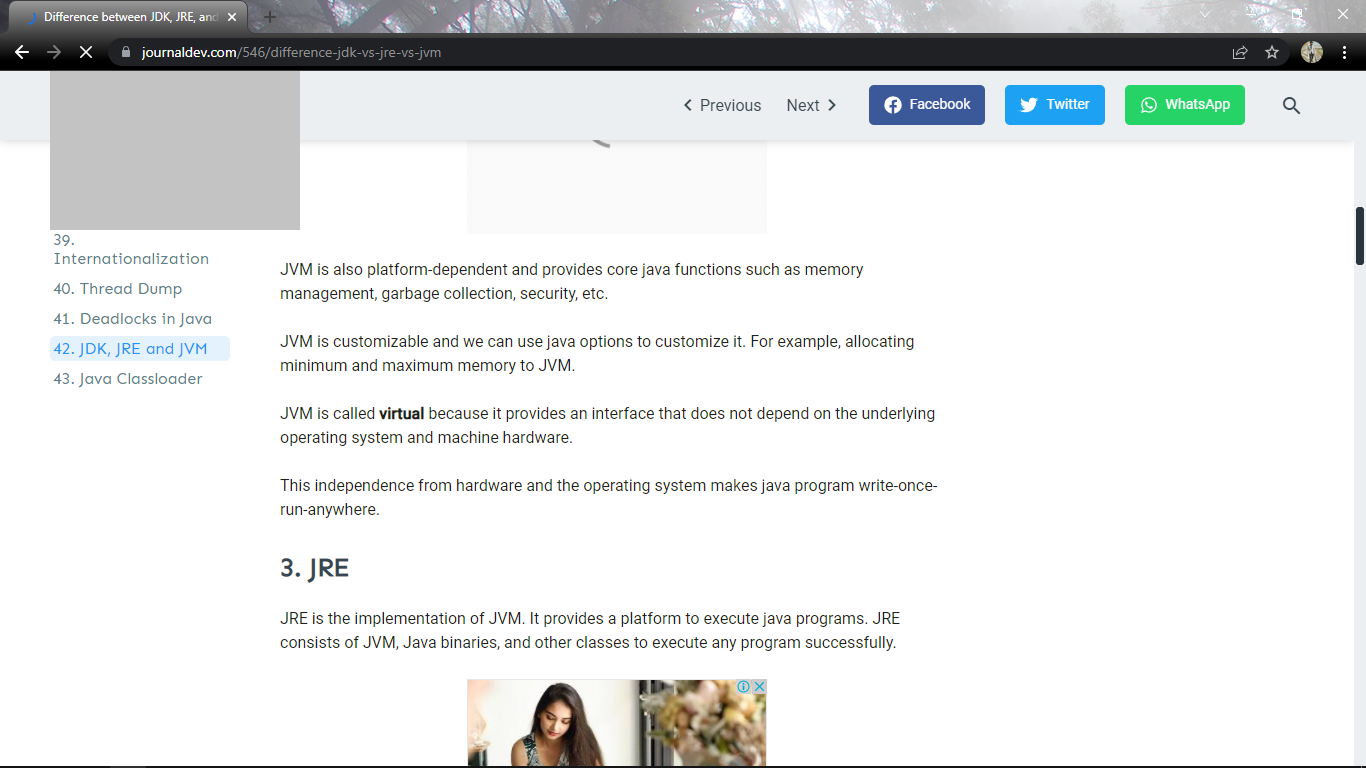 Difference between JDK, JRE, and
journaldev.com/546/difference-jdk-vs-jre-vs-jvm
Previous
Next
Facebook
Twitter
WhatsApp
39.
Internationalization
40. Thread Dump
41. Deadlocks in Java
42. JDK, JRE and JVM
43. Java Classloader
JVM is also platform-dependent and provides core java functions such as memory
management, garbage collection, security, etc.
JVM is customizable and we can use java options to customize it. For example, allocating
minimum and maximum memory to JVM.
JVM is called virtual because it provides an interface that does not depend on the underlying
operating system and machine hardware.
This independence from hardware and the operating system makes java program write-once-
run-anywhere.
3. JRE
JRE is the implementation of JVM. It provides a platform to execute java programs. JRE
consists of JVM, Java binaries, and other classes to execute any program successfully.